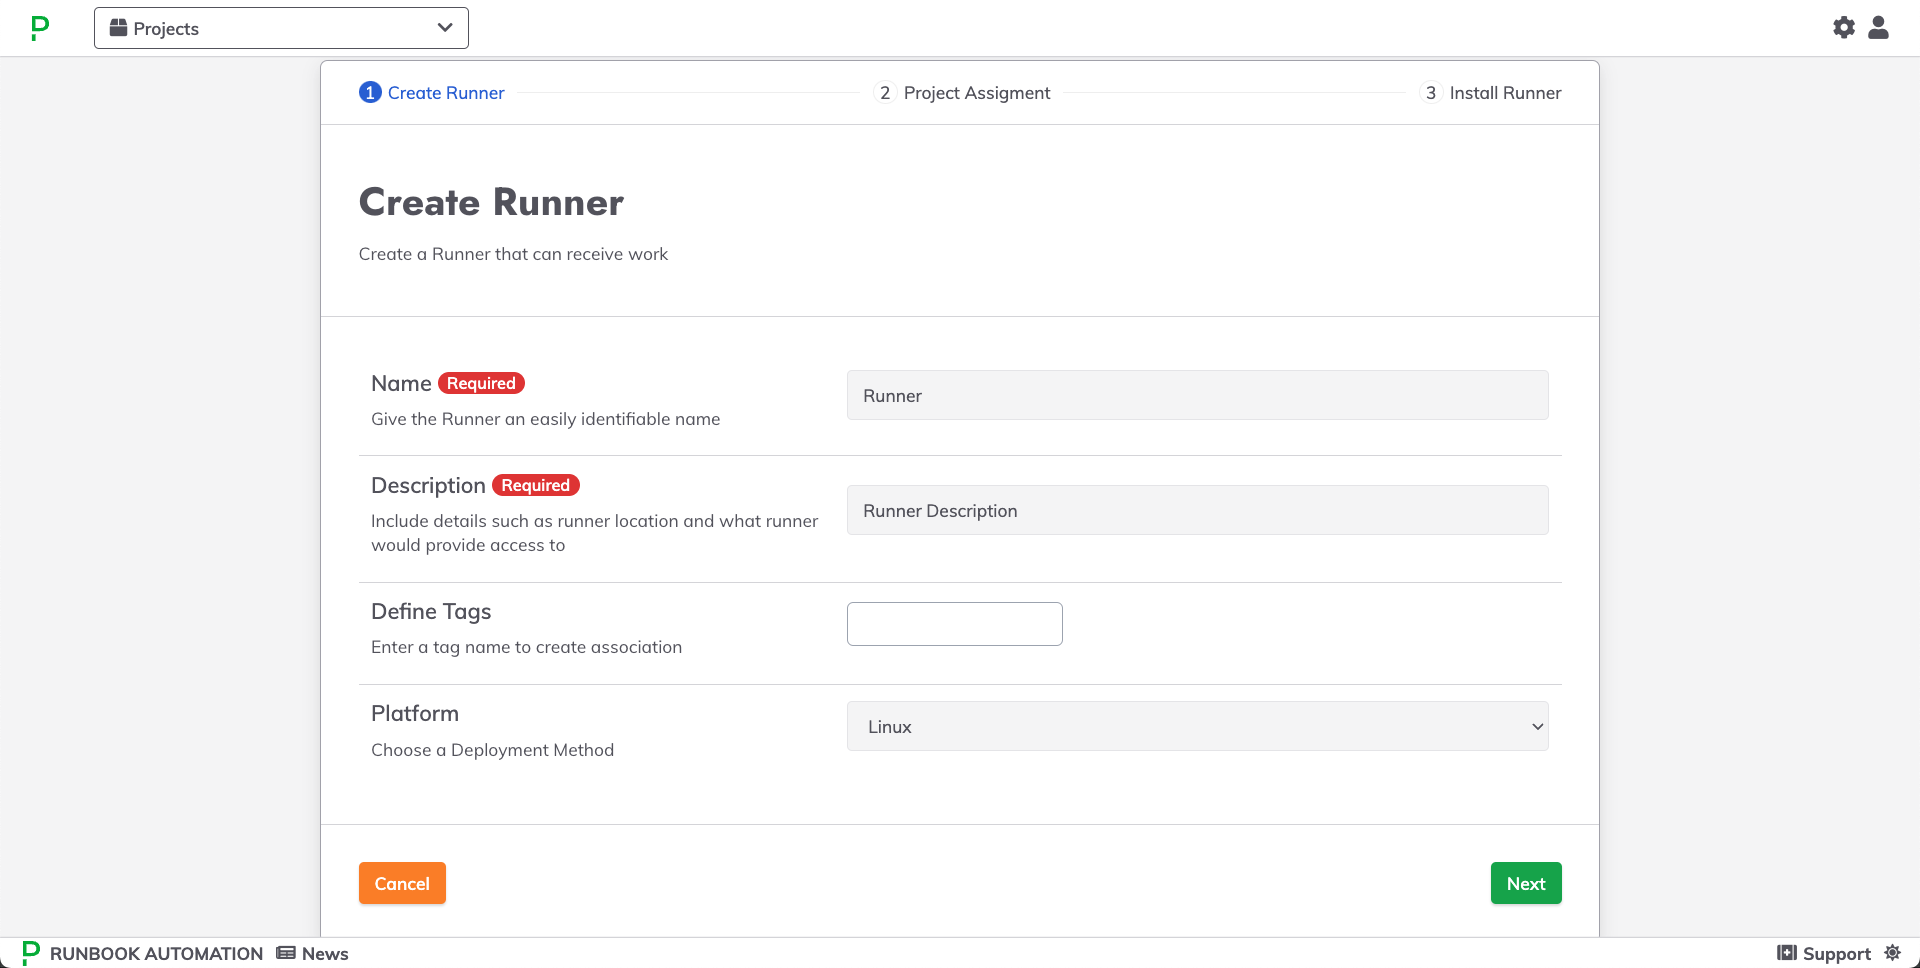 Projects
1 Create Runner
2 Project Assigment
3 Install Runner
Create Runner
Create a Runner that can receive work
Name Required
Give the Runner an easily identifiable name
Runner
Description Required
Include details such as runner location and what runner
would provide access to
Runner Description
Define Tags
Enter a tag name to create association
Platform
Choose a Deployment Method
Linux
Cancel
Next
RUNBOOK AUTOMATION
News
Support